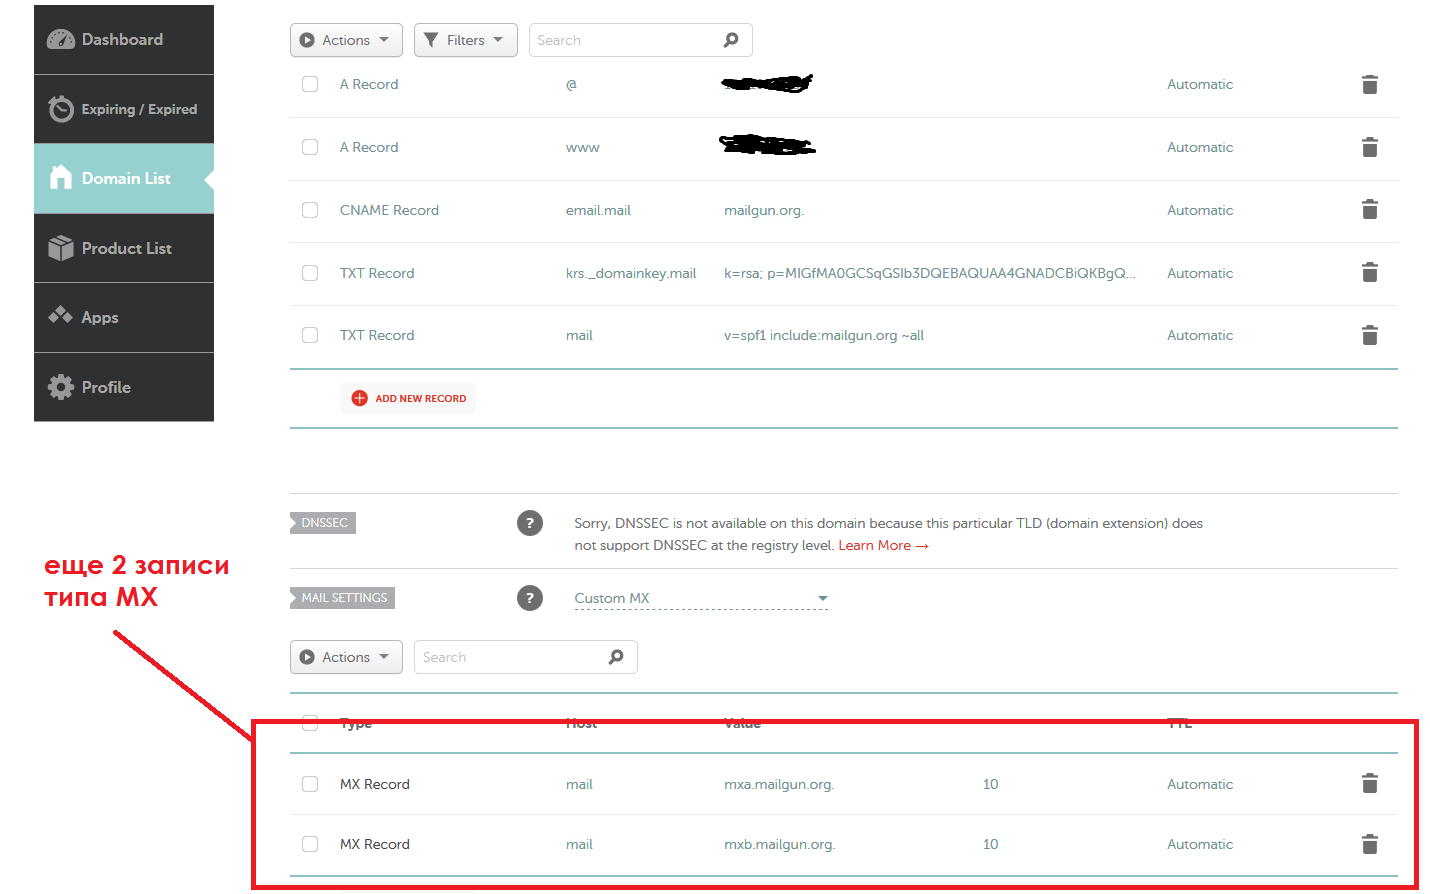 Dashboard
Expiring / Expired
Domain List
Product List
Apps
Profile
Actions Filters Search
A Record @ Automatic
A Record www Automatic
CNAME Record email.mail mailgun.org. Automatic
TXT Record krs._domainkey.mail k=rsa; p=MIGfMA0GCSqGSIb3DQEBAQUAA4GNADCBiQKBgQ... Automatic
TXT Record mail v=spf1 include:mailgun.org ~all Automatic
ADD NEW RECORD
DNSSEC ? Sorry, DNSSEC is not available on this domain because this particular TLD (domain extension) does
not support DNSSEC at the registry level. Learn More →
еще 2 записи
типа MX
MAIL SETTINGS ? Custom MX
Actions Search
Type Host Value TTL
MX Record mail mxa.mailgun.org. 10 Automatic
MX Record mail mxb.mailgun.org. 10 Automatic